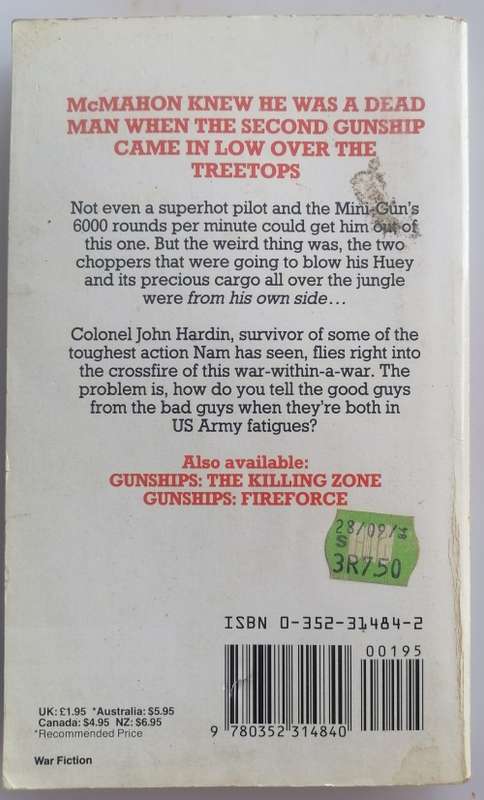 McMAHON KNEW HE WAS A DEAD
MAN WHEN THE SECOND GUNSHIP
CAME IN LOW OVER THE
TREETOPS
Not even a superhot pilot and the Mini-Gun's
6000 rounds per minute could get him out of
this one. But the weird thing was, the two
choppers that were going to blow his Huey
and its precious cargo all over the jungle
were from his own side...
Colonel John Hardin, survivor of some of the
toughest action Nam has seen, flies right into
the crossfire of this war-within-a-war. The
problem is, how do you tell the good guys
from the bad guys when they're both in
US Army fatigues?
Also available:
GUNSHIPS: THE KILLING ZONE
GUNSHIPS: FIREFORCE
28/09/84
S
3R750
ISBN 0-352-31484-2
00195
9 780352 314840
UK: £1.95 *Australia: $5.95
Canada: $4.95 NZ: $6.95
*Recommended Price
War Fiction